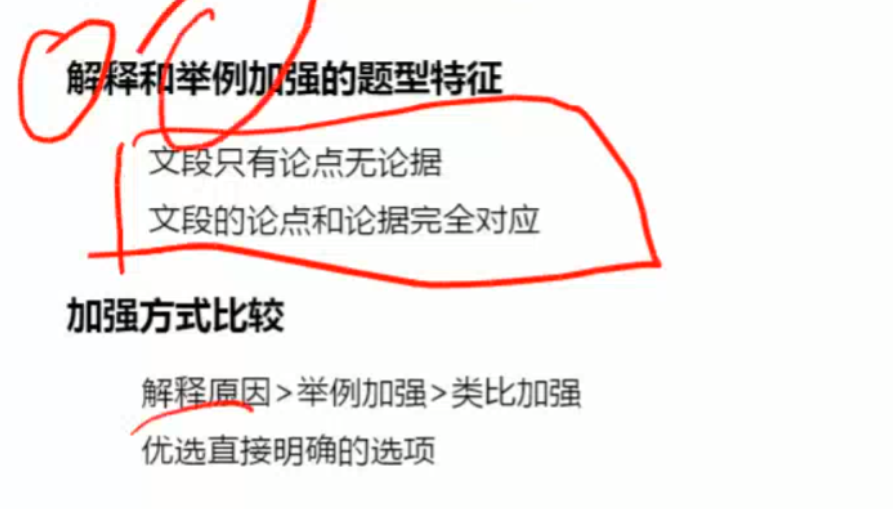 解释和举例加强的题型特征
文段只有论点无论据
文段的论点和论据完全对应
加强方式比较
解释原因>举例加强>类比加强
优选直接明确的选项